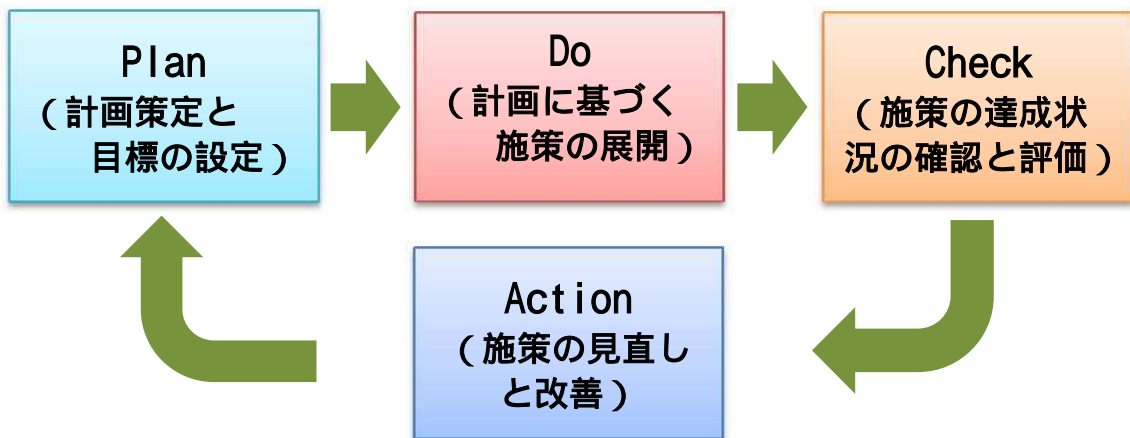 Plan
（計画策定と
目標の設定）
Do
（計画に基づく
施策の展開）
Check
（施策の達成状
況の確認と評価）
Action
（施策の見直し
と改善）